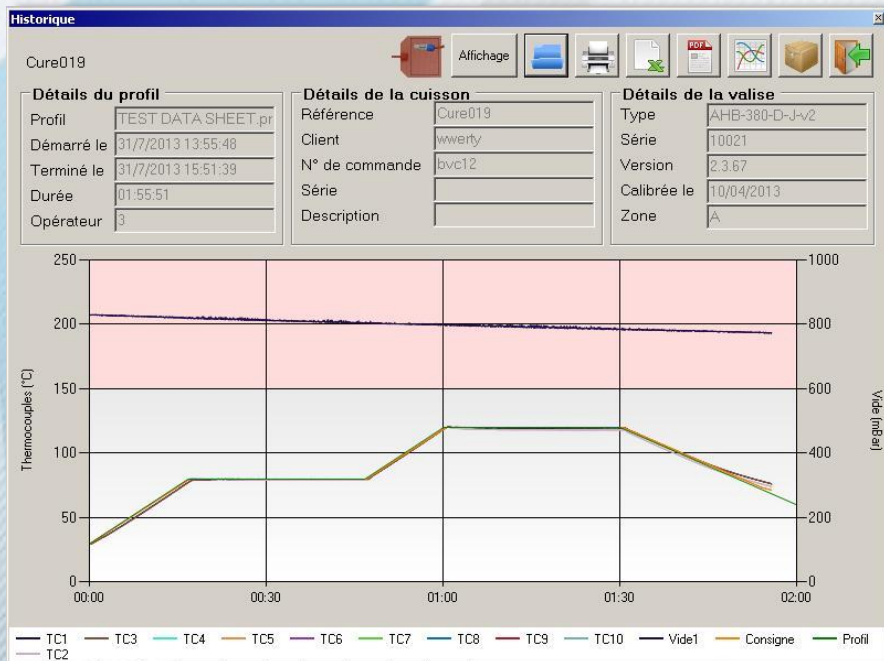 Historique
Cure019
Affichage
PDF
Détails du profil
Profil TEST DATA SHEET.pr
Démarré le 31/7/2013 13:55:48
Terminé le 31/7/2013 15:51:39
Durée 01:55:51
Opérateur 3
Détails de la cuisson
Référence Cure019
Client wwerty
N° de commande bvc12
Série
Description
Détails de la valise
Type AHB-380-D-J-v2
Série 10021
Version 2.3.67
Calibrée le 10/04/2013
Zone A
Thermocouples (°C)
250
200
150
100
50
0
1000
800
600
400
200
0
Vide (mBar)
00:00 00:30 01:00 01:30 02:00
TC1 TC3 TC4 TC5 TC6 TC7 TC8 TC9 TC10 Vide1 Consigne Profil
TC2